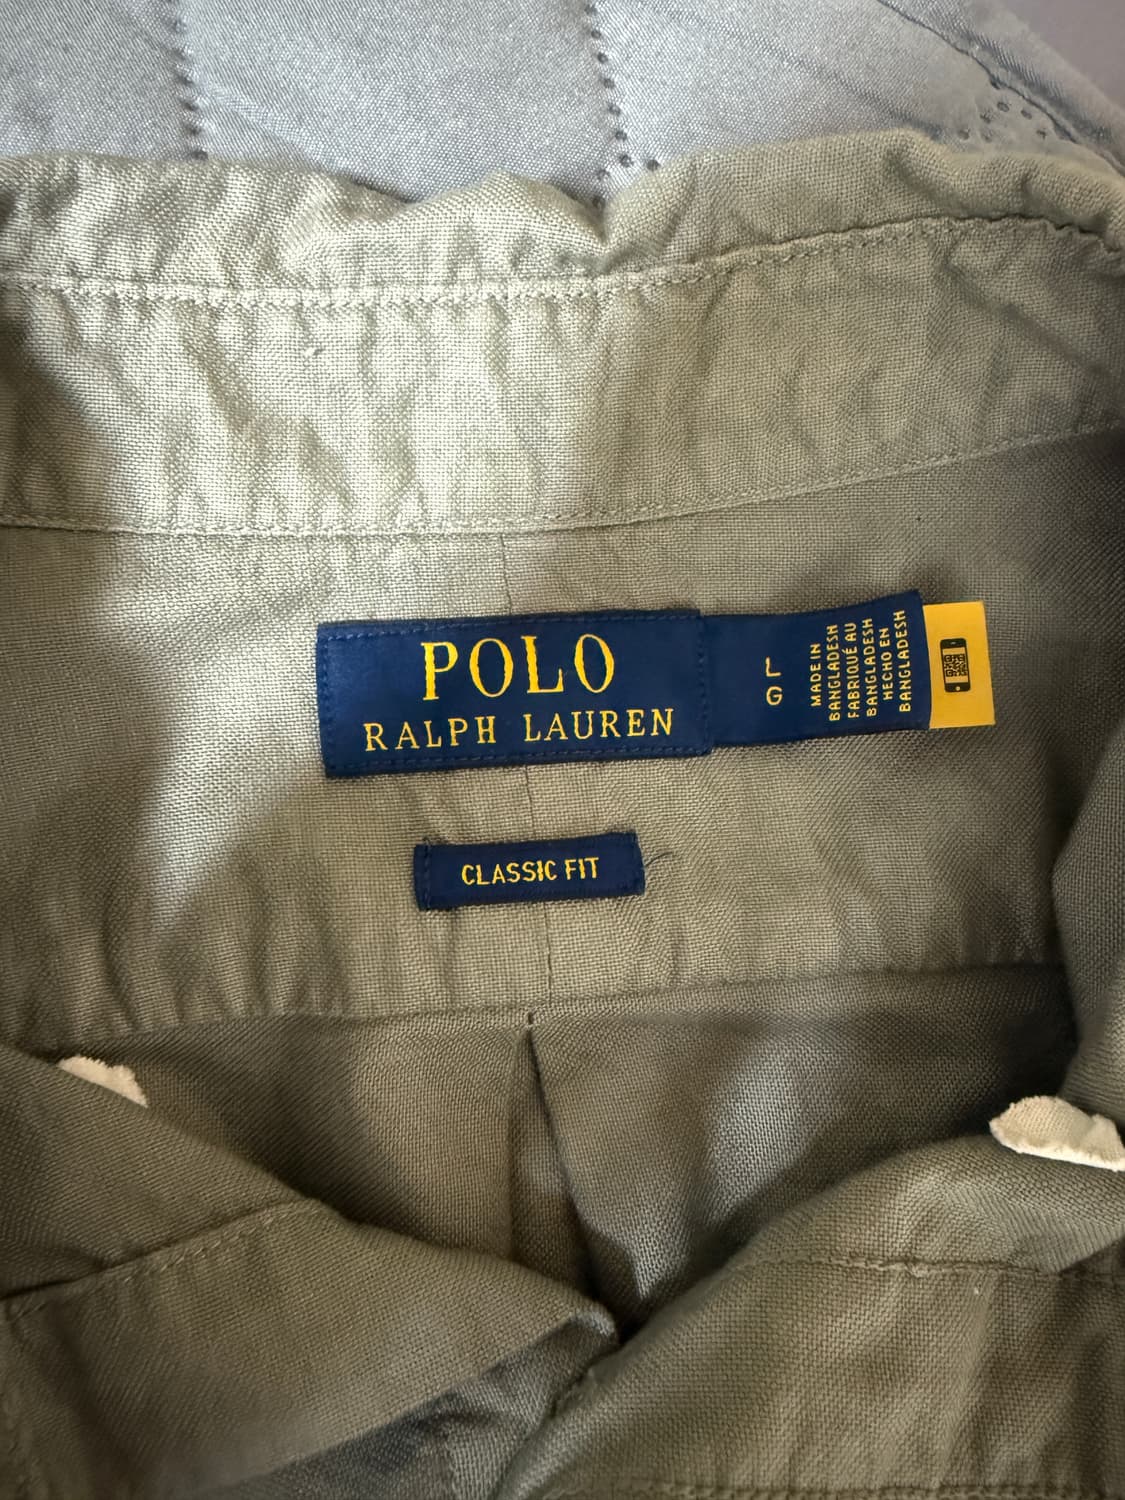 POLO
RALPH LAUREN
L
G
MADE IN
BANGLADESH
FABRIQUÉ AU
BANGLADESH
HECHO EN
BANGLADESH
CLASSIC FIT